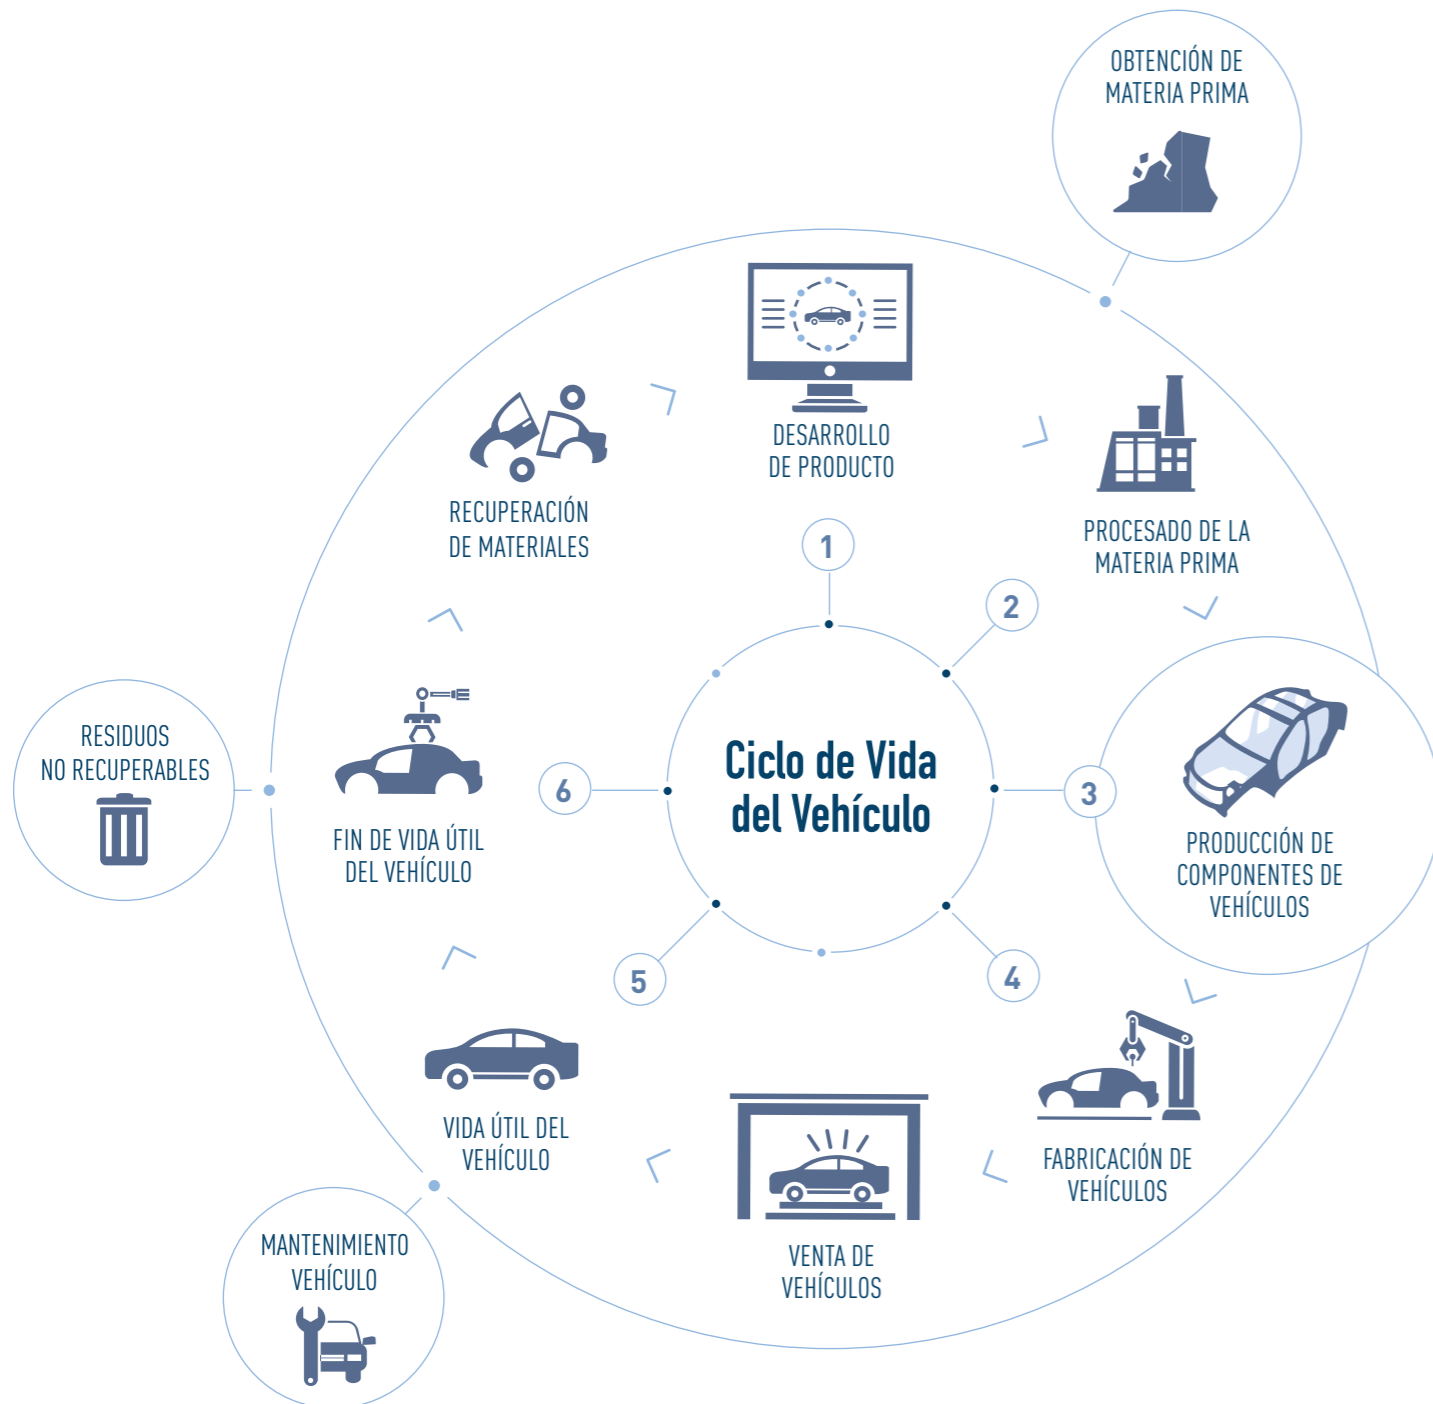 OBTENCIÓN DE
MATERIA PRIMA
DESARROLLO
DE PRODUCTO
RECUPERACIÓN
DE MATERIALES
PROCESADO DE LA
MATERIA PRIMA
1
2
RESIDUOS
NO RECUPERABLES
FIN DE VIDA ÚTIL
DEL VEHÍCULO
6
Ciclo de Vida
del Vehículo
3
PRODUCCIÓN DE
COMPONENTES DE
VEHÍCULOS
5
4
VIDA ÚTIL DEL
VEHÍCULO
FABRICACIÓN DE
VEHÍCULOS
MANTENIMIENTO
VEHÍCULO
VENTA DE
VEHÍCULOS